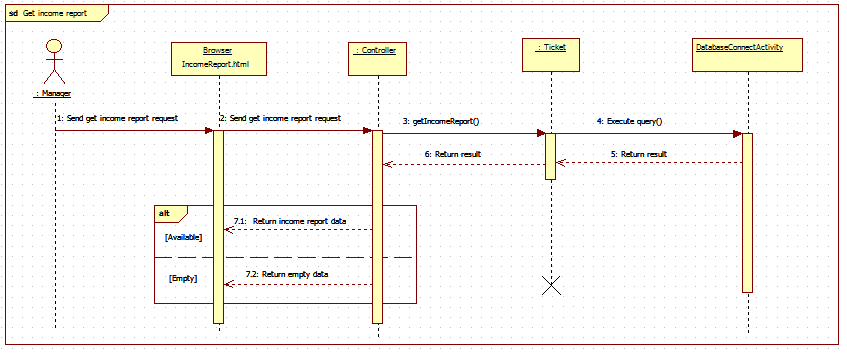 sd Get income report
: Manager
Browser
IncomeReport.html
: Controller
: Ticket
DatabaseConnectActivity
1: Send get income report request
2: Send get income report request
3: getIncomeReport()
4: Execute query()
6: Return result
5: Return result
alt
7.1: Return income report data
[Available]
7.2: Return empty data
[Empty]